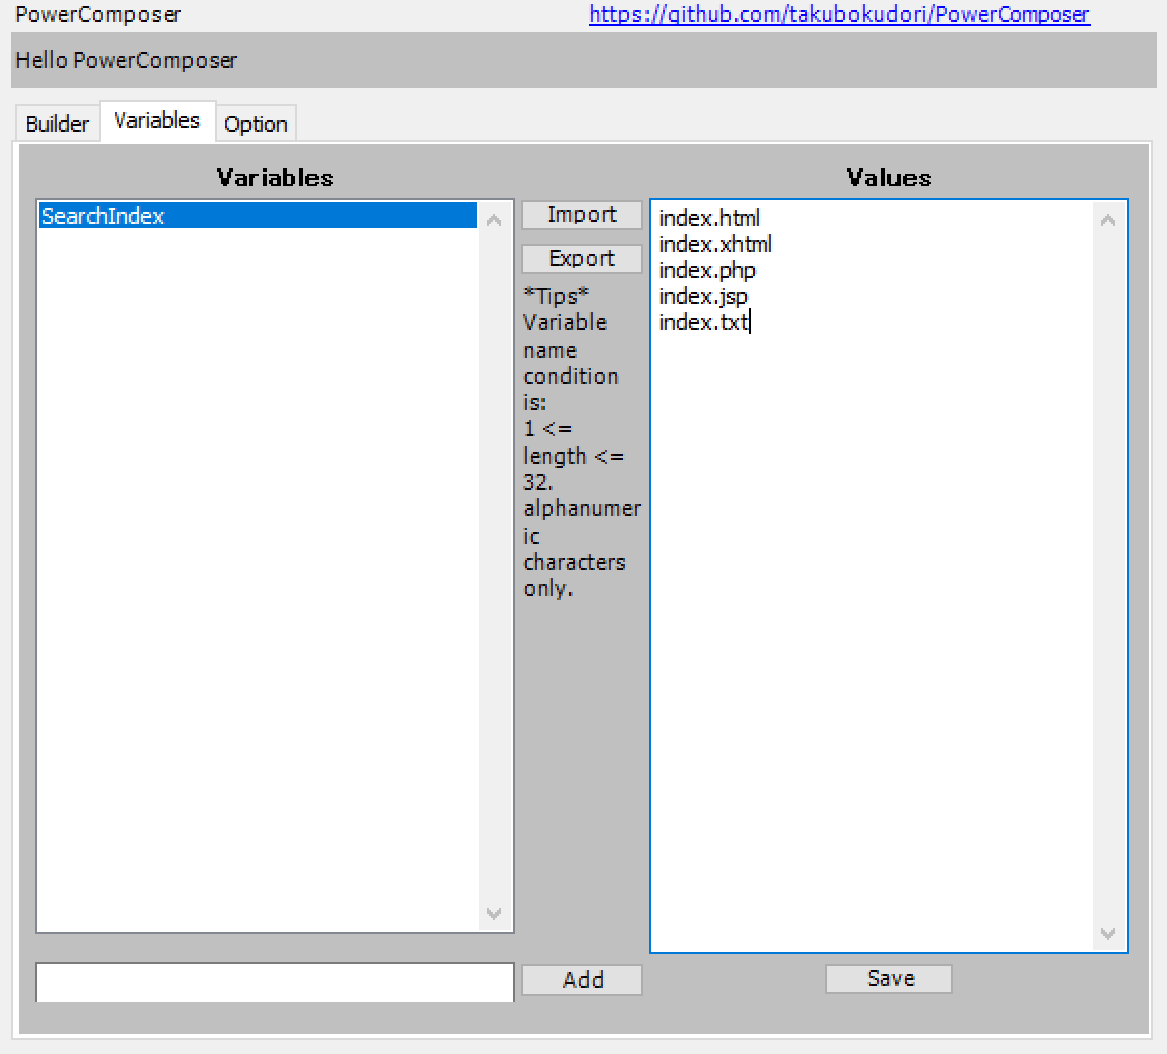 PowerComposer
https://github.com/takubokudori/PowerComposer
Hello PowerComposer
Builder
Variables
Option
Variables
Values
SearchIndex
Import
Export
*Tips*
Variable
name
condition
is:
1 <=
length <=
32.
alphanumer
ic
characters
only.
index.html
index.xhtml
index.php
index.jsp
index.txt
Add
Save